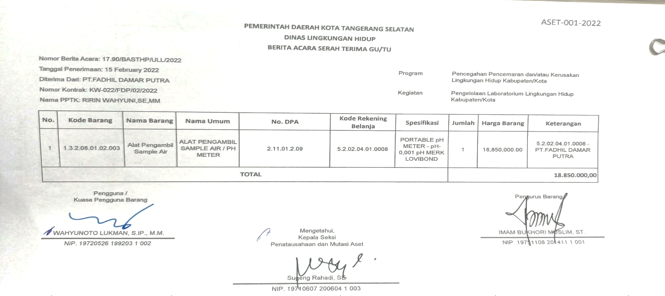 ASET-001-2022
PEMERINTAH DAERAH KOTA TANGERANG SELATAN
DINAS LINGKUNGAN HIDUP
BERITA ACARA SERAH TERIMA GU/TU
Nomor Berita Acara: 17.90/BASTHP/ULL/2022
Tanggal Penerimaan: 15 February 2022
Diterima Dari: PT.FADHIL DAMAR PUTRA
Nomor Kontrak: KW-022/FDP/02/2022
Nama PPTK: RIRIN WAHYUNI,SE,MM
Program Pencegahan Pencemaran dan/atau Kerusakan
Lingkungan Hidup Kabupaten/Kota
Kegiatan Pengelolaan Laboratorium Lingkungan Hidup
Kabupaten/Kota
No. Kode Barang Nama Barang Nama Umum No. DPA Kode Rekening Belanja Spesifikasi Jumlah Harga Barang Keterangan
1 1.3.2.08.01.02.003 Alat Pengambil Sample Air ALAT PENGAMBIL SAMPLE AIR / PH METER 2.11.01.2.09 5.2.02.04.01.0008 PORTABLE pH METER - pH- 0,001 pH MERK LOVIBOND 1 18,850,000.00 5.2.02.04.01.0008 - PT.FADHIL DAMAR PUTRA
TOTAL 18.850.000,00
Pengguna /
Kuasa Pengguna Barang
WAHYUNOTO LUKMAN, S.IP., M.M.
NIP. 19720526 199203 1 002
Mengetahui,
Kepala Seksi
Penatausahaan dan Mutasi Aset
Sugeng Rahadi,
NIP. 19710607 200604 1 003
Pengurus Barang
IMAM BUKHORI MUSLIM, ST
NIP.